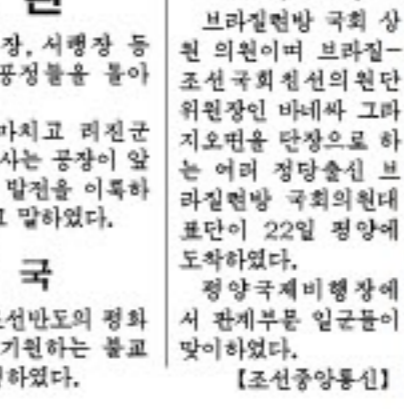 장, 서행장 등
공정들을 돌아
마치고 리진군
사는 공장이 앞
발전을 이룩하
고 말하였다.
국
조선반도의 평화
기원하는 불교
하였다.
브라질련방 국회 상
원 의원이며 브라질-
조선국회친선의원단
위원장인 바네싸 그라
지오띤을 단장으로 하
는 여러 정당출신 브
라질련방 국회의원대
표단이 22일 평양에
도착하였다.
평양국제비행장에
서 관계부문 일군들이
맞이하였다.
【조선중앙통신】